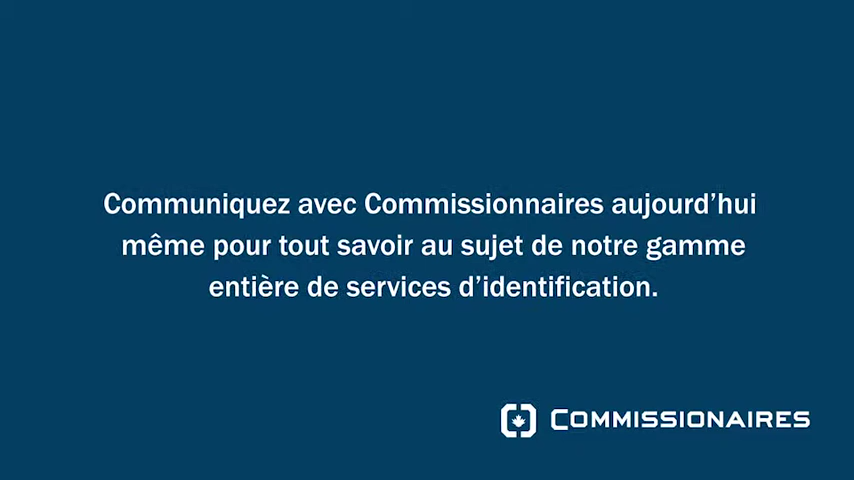 Communiquez avec Commissionnaires aujourd’hui
même pour tout savoir au sujet de notre gamme
entière de services d’identification.
COMMISSIONAIRES